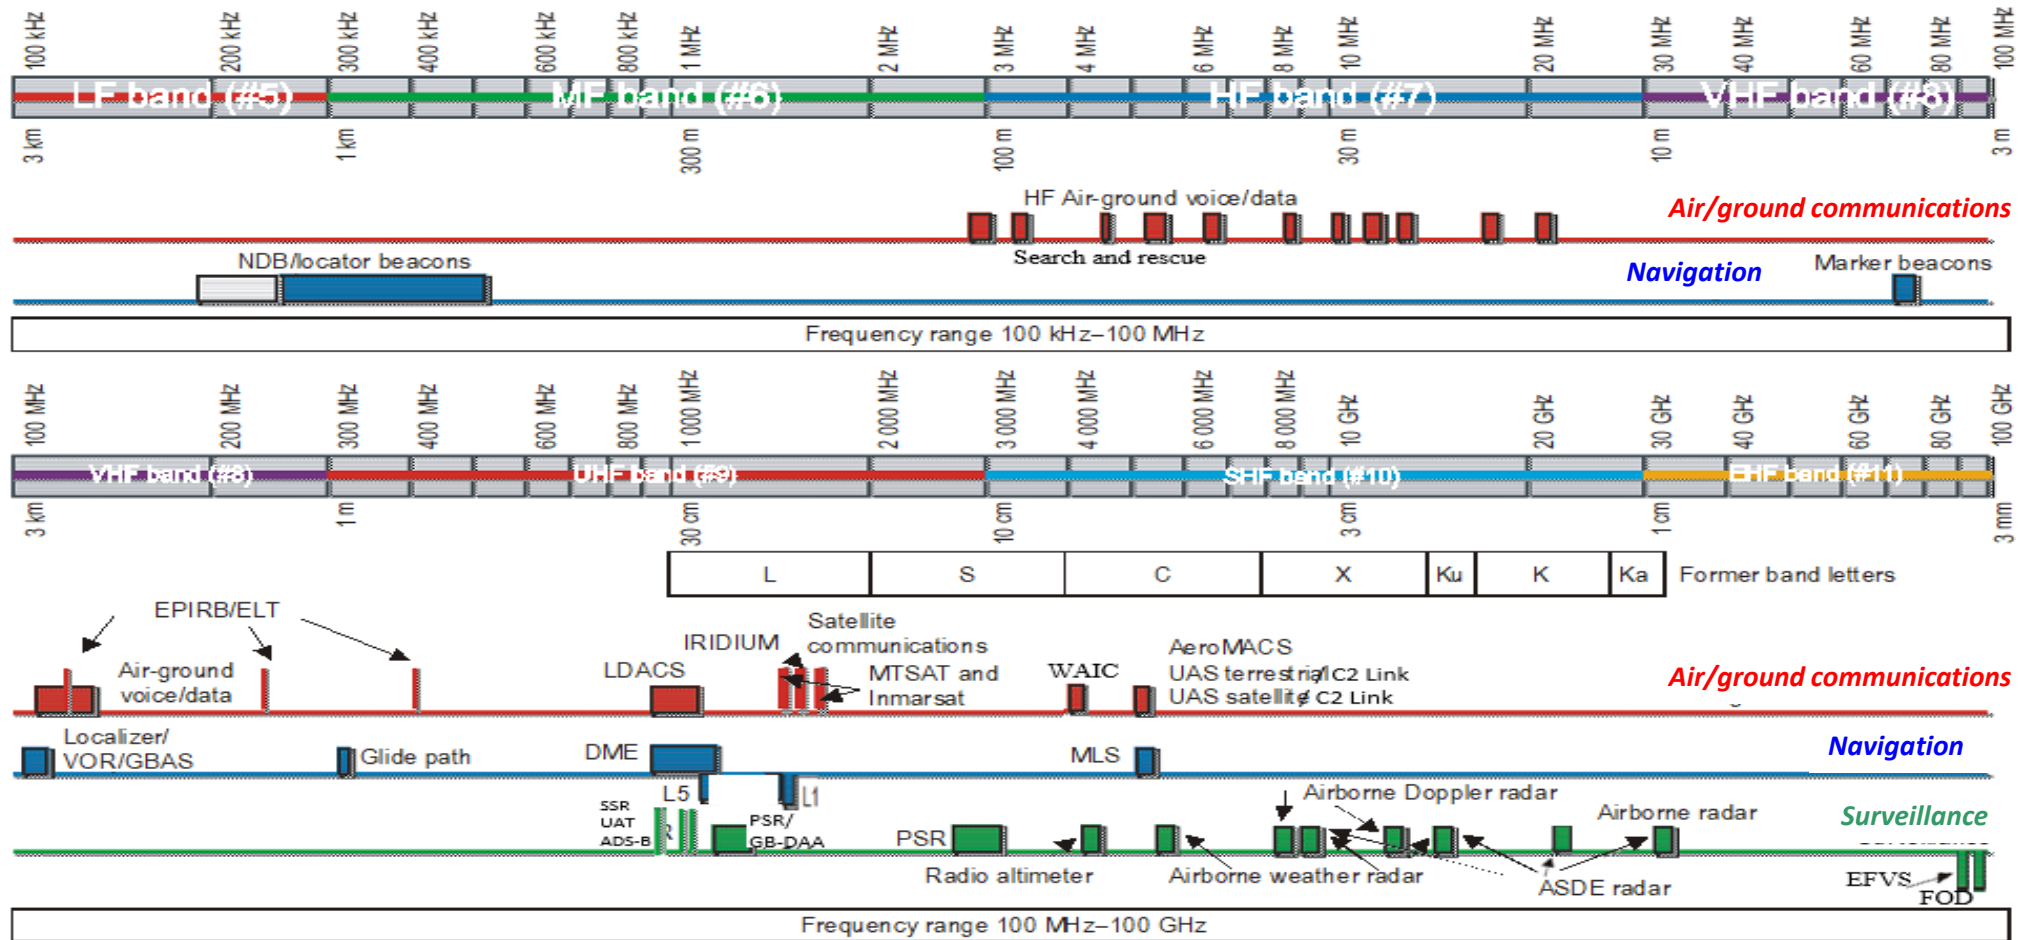 100 kHz 200 kHz 300 kHz 400 kHz 600 kHz 800 kHz 1 MHz 2 MHz 3 MHz 4 MHz 6 MHz 8 MHz 10 MHz 20 MHz 30 MHz 40 MHz 60 MHz 80 MHz 100 MHz
LF band (#5) MF band (#6) HF band (#7) VHF band (#8)
3 km 1 km 300 m 100 m 30 m 10 m 3 m
HF Air-ground voice/data
Air/ground communications
Search and rescue
NDB/locator beacons
Navigation
Marker beacons
Frequency range 100 kHz–100 MHz
100 MHz 200 MHz 300 MHz 400 MHz 600 MHz 800 MHz 1 000 MHz 2 000 MHz 3 000 MHz 4 000 MHz 6 000 MHz 8 000 MHz 10 GHz 20 GHz 30 GHz 40 GHz 60 GHz 80 GHz 100 GHz
VHF band (#8) UHF band (#9) SHF band (#10) EHF band (#11)
3 km 1 m 30 cm 10 cm 3 cm 1 cm 3 mm
L S C X Ku K Ka Former band letters
EPIRB/ELT
Air-ground
voice/data
LDACS
IRIDIUM
Satellite
communications
MTSAT and
Inmarsat
WAIC
AeroMACS
UAS terrestrial C2 Link
UAS satellite C2 Link
Air/ground communications
Localizer/
VOR/GBAS
Glide path
DME
MLS
Navigation
L5
L1
SSR
UAT
ADS-B
PSR/
GB-DAA
PSR
Radio altimeter
Airborne Doppler radar
Airborne weather radar
Airborne radar
ASDE radar
Surveillance
EFVS
FOD
Frequency range 100 MHz–100 GHz